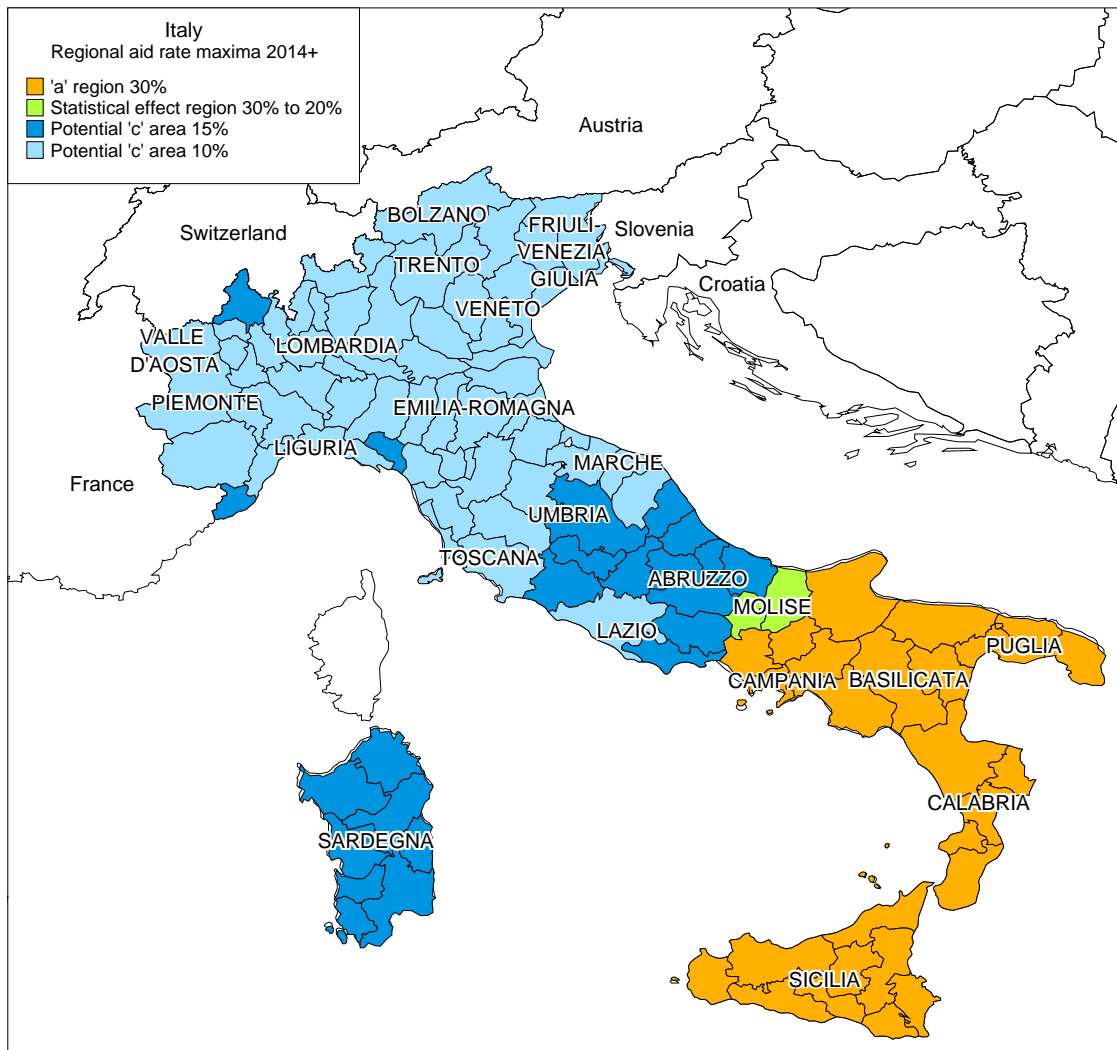 Italy
Regional aid rate maxima 2014+
'a' region 30%
Statistical effect region 30% to 20%
Potential 'c' area 15%
Potential 'c' area 10%
Austria
Switzerland
BOLZANO
FRIULI-
VENEZIA
GIULIA
Slovenia
TRENTO
Croatia
VENETO
VALLE
D'AOSTA
LOMBARDIA
PIEMONTE
EMILIA-ROMAGNA
LIGURIA
MARCHE
France
UMBRIA
TOSCANA
ABRUZZO
MOLISE
LAZIO
PUGLIA
CAMPANIA
BASILICATA
CALABRIA
SARDEGNA
SICILIA